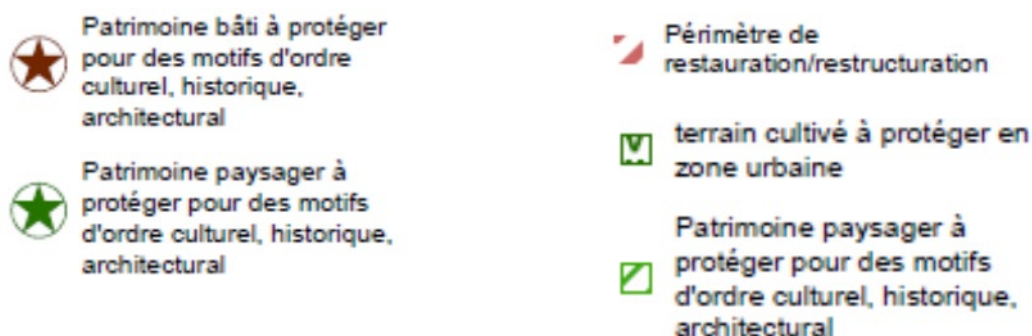 Patrimoine bâti à protéger
pour des motifs d'ordre
culturel, historique,
architectural
Patrimoine paysager à
protéger pour des motifs
d'ordre culturel, historique,
architectural
Périmètre de
restauration/restructuration
terrain cultivé à protéger en
zone urbaine
Patrimoine paysager à
protéger pour des motifs
d'ordre culturel, historique,
architectural